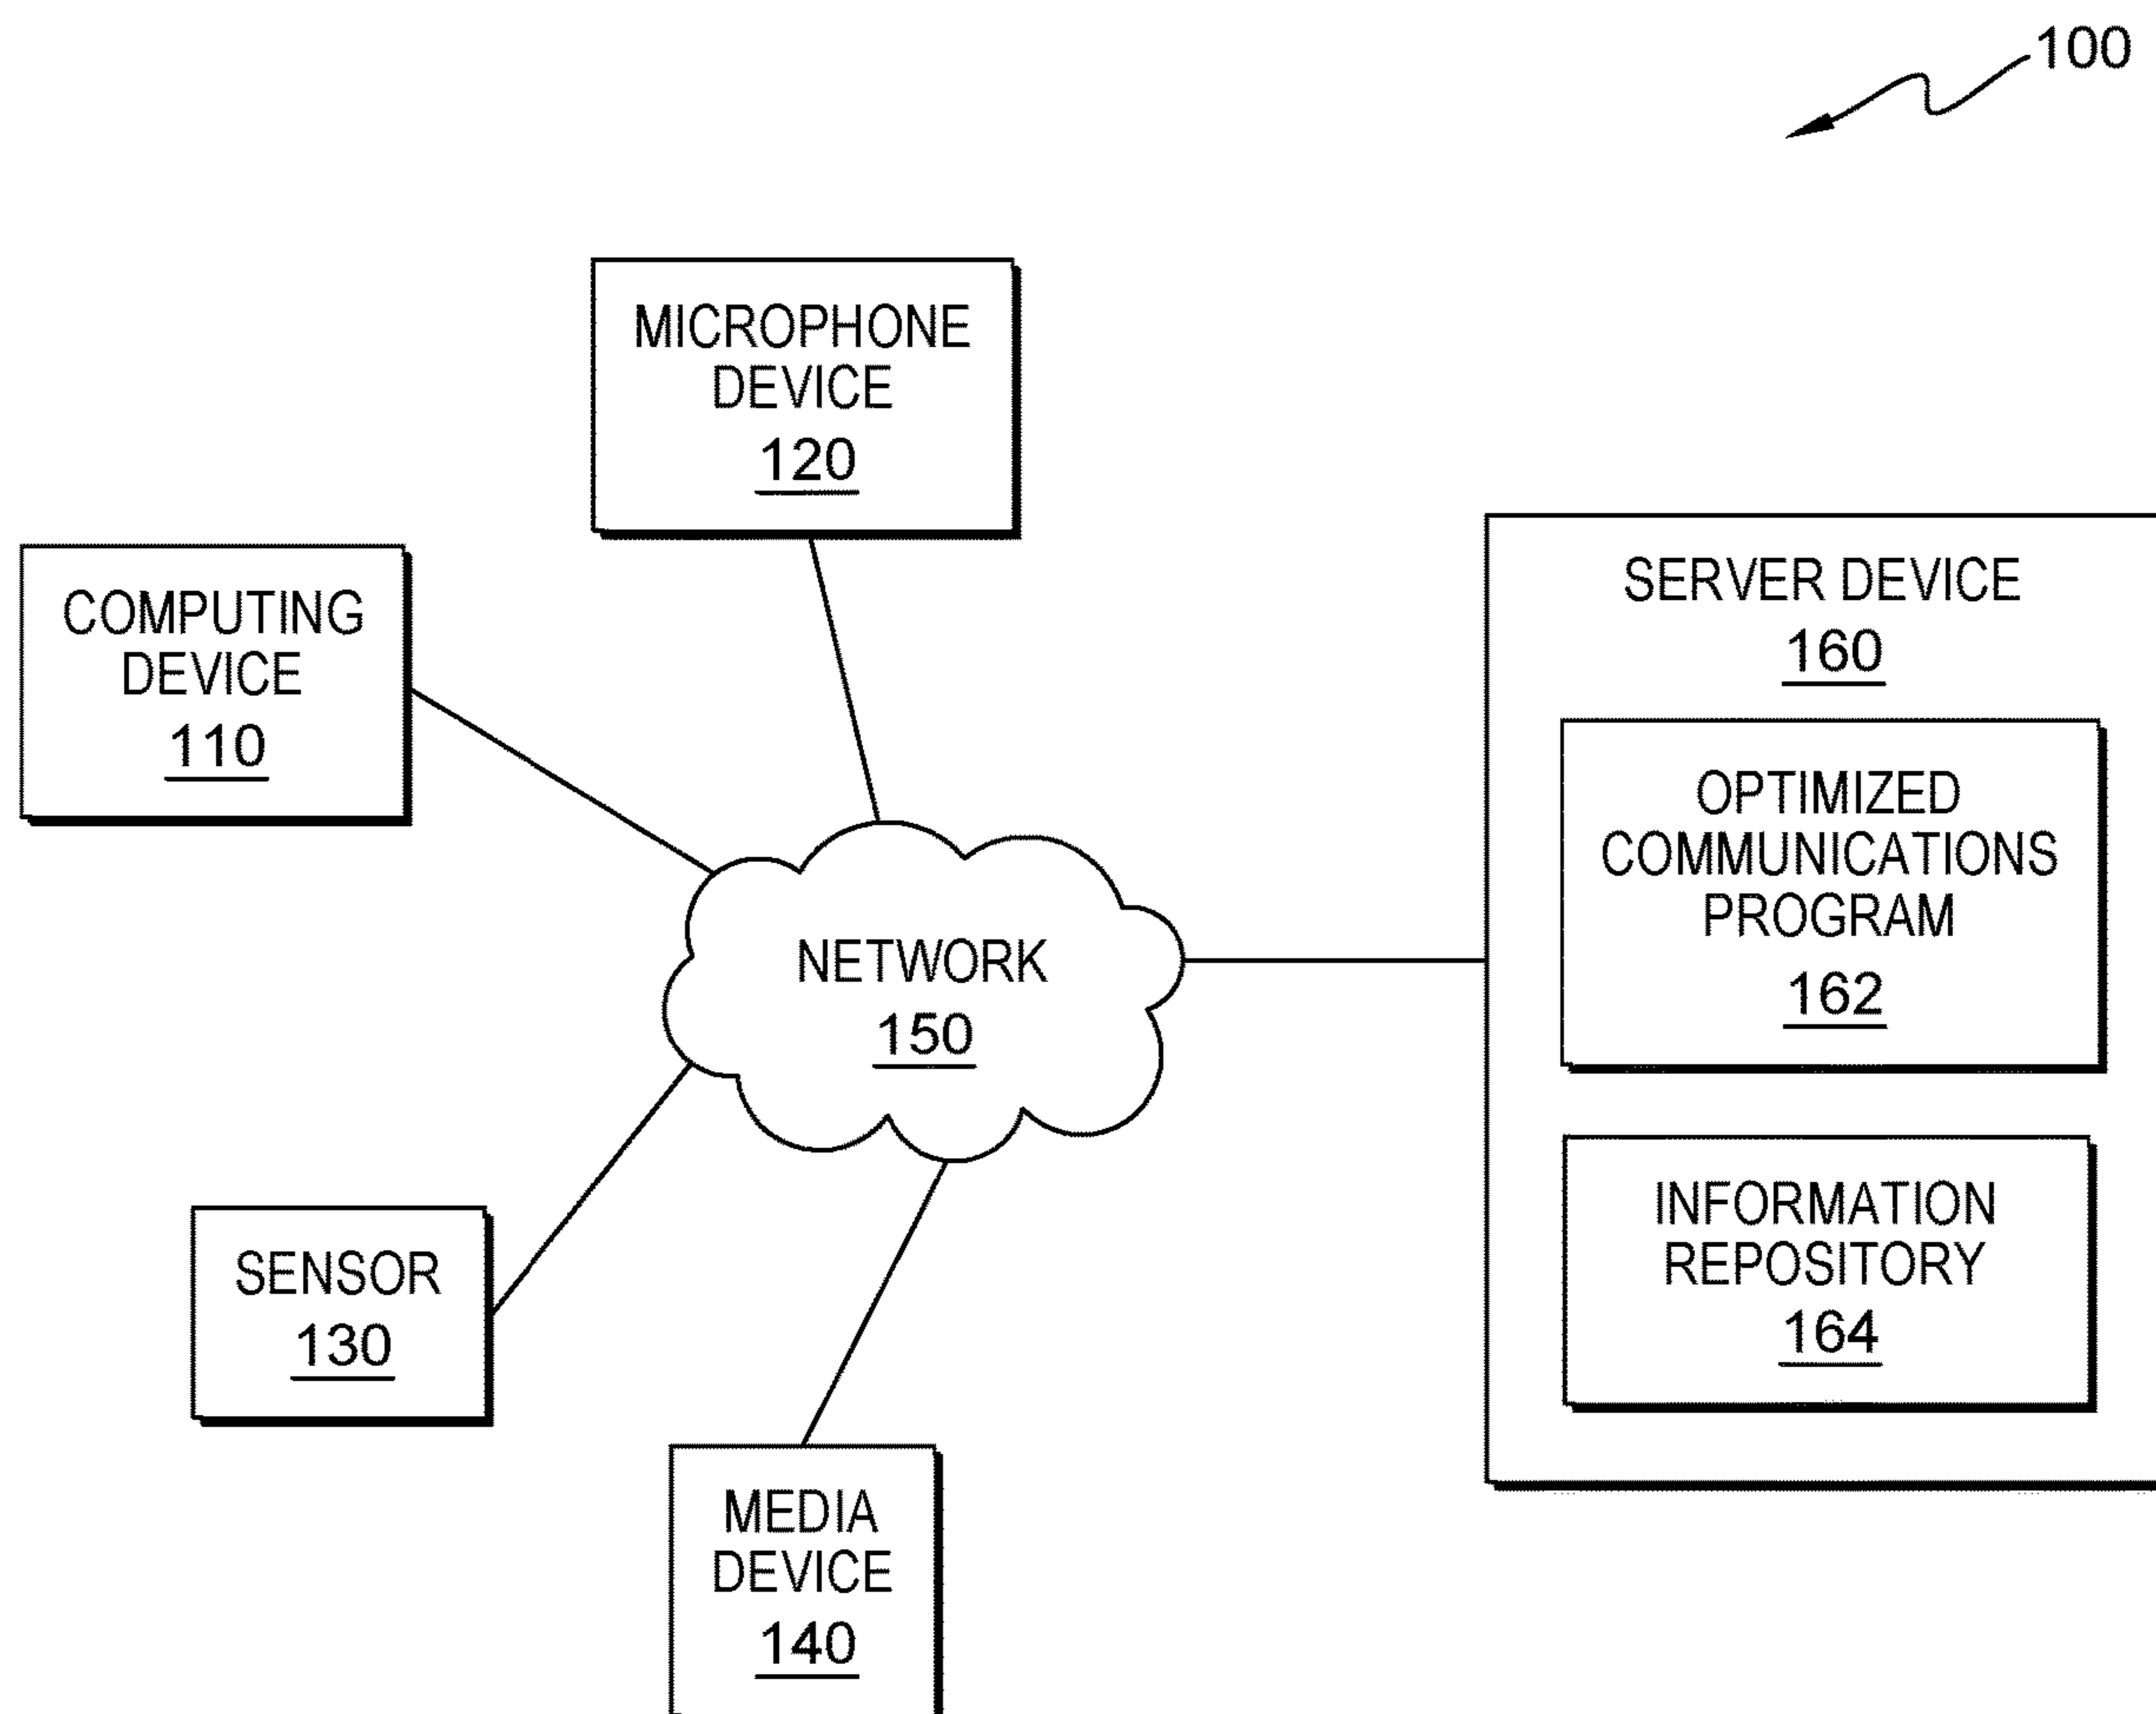 100
MICROPHONE
DEVICE
120
COMPUTING
DEVICE
110
SERVER DEVICE
160
OPTIMIZED
COMMUNICATIONS
PROGRAM
162
NETWORK
150
INFORMATION
REPOSITORY
164
SENSOR
130
MEDIA
DEVICE
140